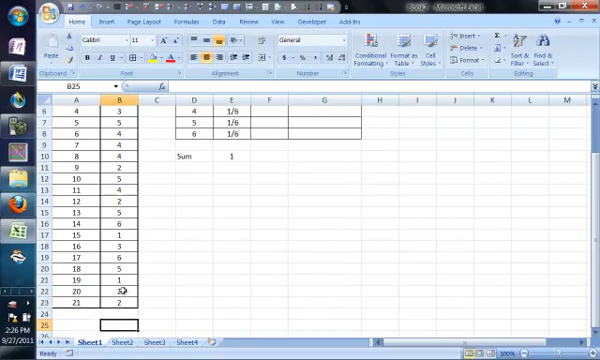 Book2 - Microsoft Excel
Home Insert Page Layout Formulas Data Review View Developer Add-Ins
Calibri 11 General Insert
Paste Conditional Formatting Format as Table Cell Styles Delete Sort & Filter Find & Select
Format
Clipboard Font Alignment Number Styles Cells Editing
B25 fx
A B C D E F G H I J K L M
6 4 3 4 1/6
7 5 5 5 1/6
8 6 4 6 1/6
9 7 4
10 8 4 Sum 1
11 9 2
12 10 5
13 11 4
14 12 2
15 13 5
16 14 6
17 15 1
18 16 3
19 17 6
20 18 5
21 19 1
22 20
23 21 2
24
25
26
Sheet1 Sheet2 Sheet3 Sheet4
Ready 100%
2:26 PM
9/27/2011